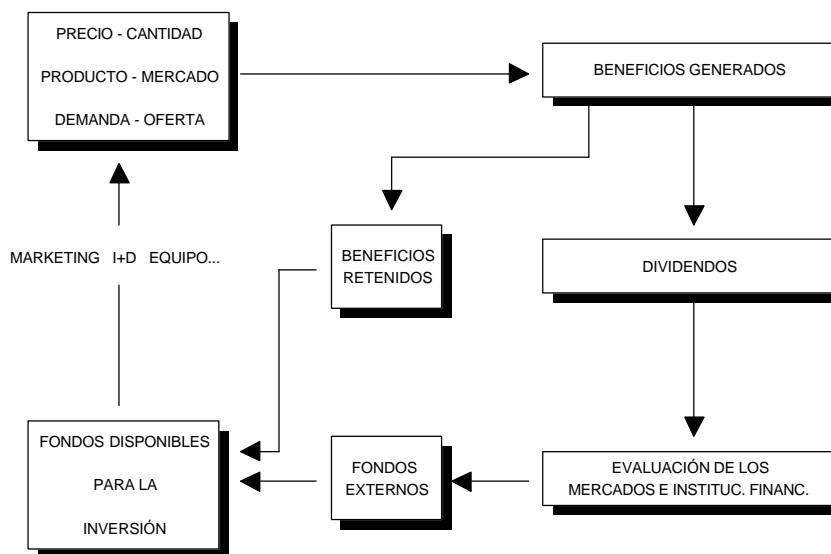 PRECIO - CANTIDAD
PRODUCTO - MERCADO
DEMANDA - OFERTA
BENEFICIOS GENERADOS
MARKETING I+D EQUIPO...
BENEFICIOS
RETENIDOS
DIVIDENDOS
FONDOS DISPONIBLES
PARA LA
INVERSIÓN
FONDOS
EXTERNOS
EVALUACIÓN DE LOS
MERCADOS E INSTITUC. FINANC.